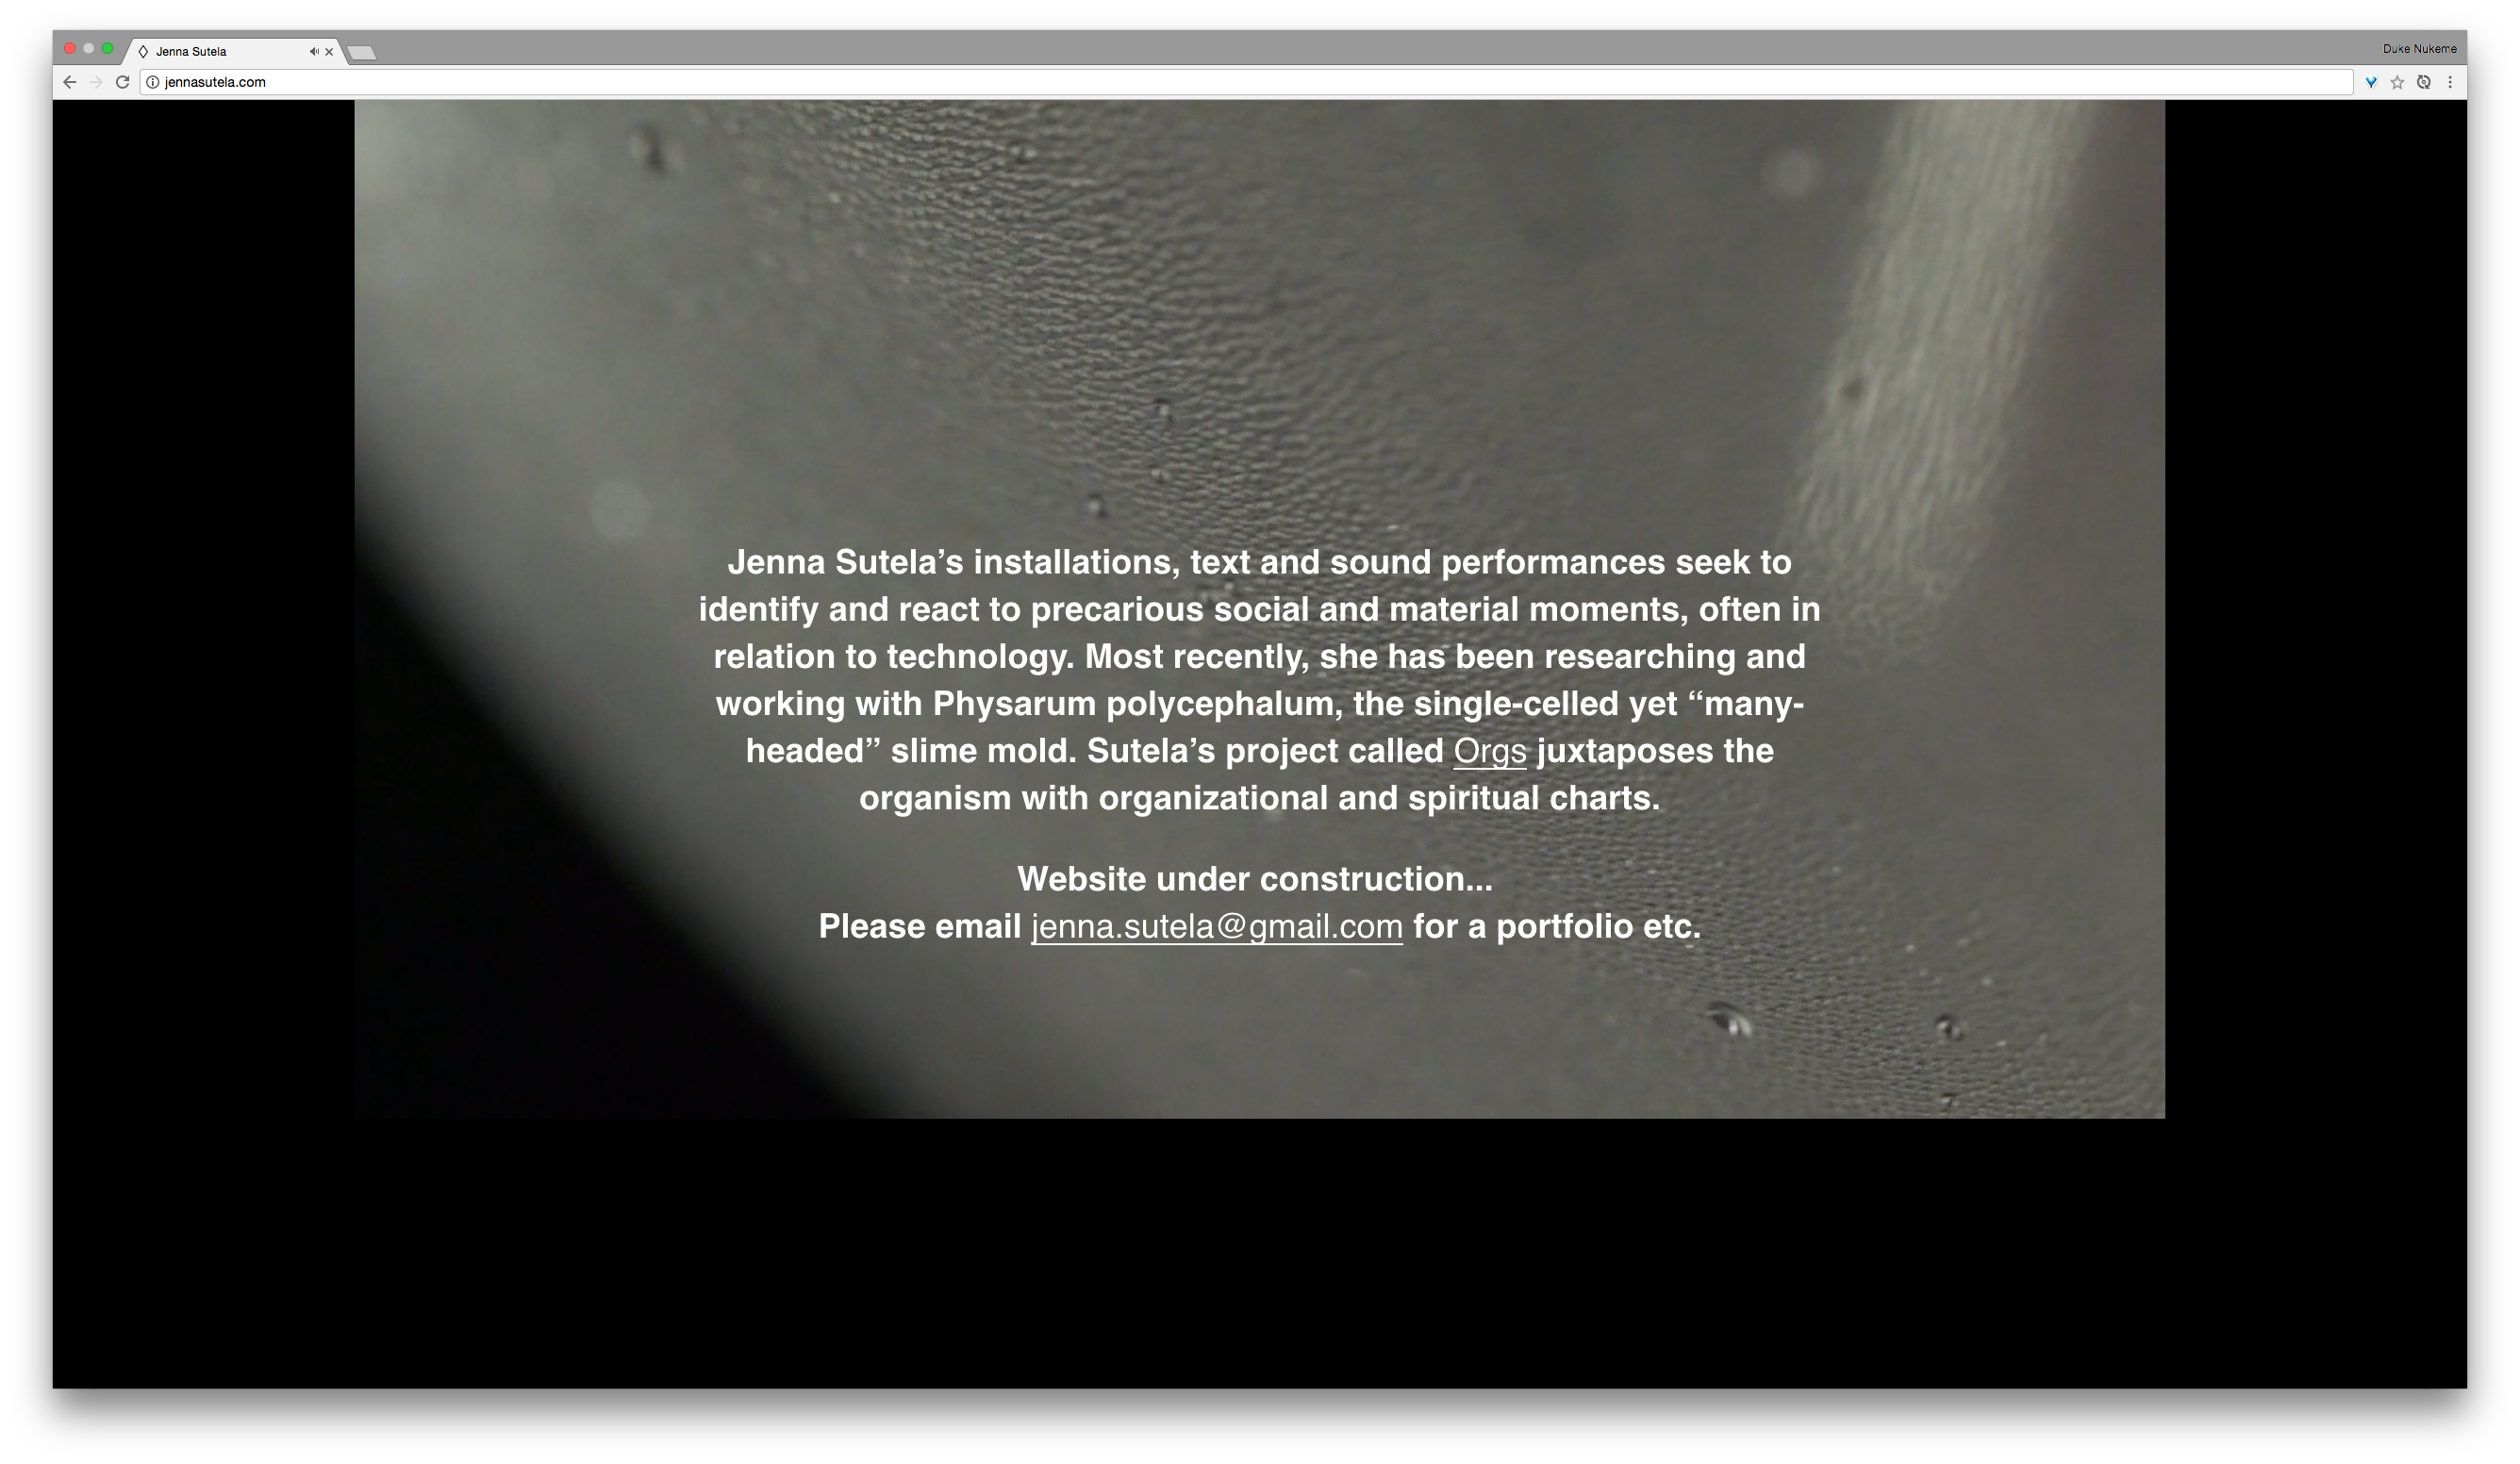 Jenna Sutela
Duke Nukeme
jennasutela.com
Jenna Sutela’s installations, text and sound performances seek to
identify and react to precarious social and material moments, often in
relation to technology. Most recently, she has been researching and
working with Physarum polycephalum, the single-celled yet “many-
headed” slime mold. Sutela’s project called Orgs juxtaposes the
organism with organizational and spiritual charts.
Website under construction...
Please email jenna.sutela@gmail.com for a portfolio etc.